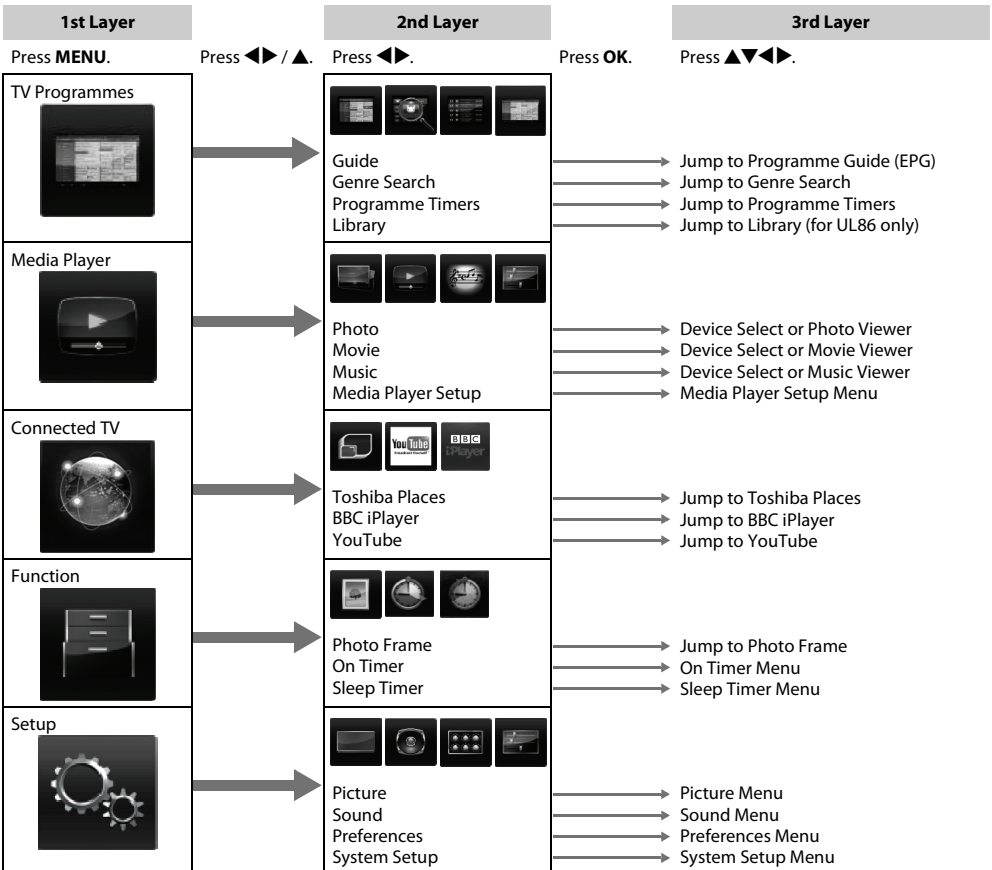 1st Layer
2nd Layer
3rd Layer
Press MENU.
Press ◀▶ / ▲.
Press ◀▶.
Press OK.
Press ▲▼◀▶.
TV Programmes
Guide
Jump to Programme Guide (EPG)
Genre Search
Jump to Genre Search
Programme Timers
Jump to Programme Timers
Library
Jump to Library (for UL86 only)
Media Player
Photo
Device Select or Photo Viewer
Movie
Device Select or Movie Viewer
Music
Device Select or Music Viewer
Media Player Setup
Media Player Setup Menu
Connected TV
YouTube
Broadcast Yourself
BBC
iPlayer
Toshiba Places
Jump to Toshiba Places
BBC iPlayer
Jump to BBC iPlayer
YouTube
Jump to YouTube
Function
Photo Frame
Jump to Photo Frame
On Timer
On Timer Menu
Sleep Timer
Sleep Timer Menu
Setup
Picture
Picture Menu
Sound
Sound Menu
Preferences
Preferences Menu
System Setup
System Setup Menu